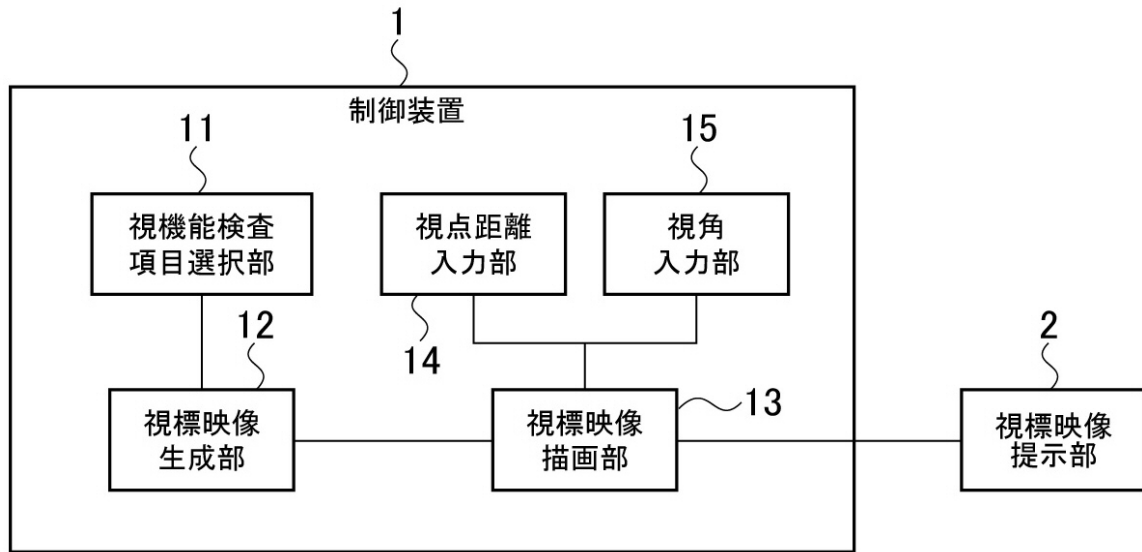 1
制御装置
11
15
視機能検査
項目選択部
視点距離
入力部
視角
入力部
14
12
2
13
視標映像
生成部
視標映像
描画部
視標映像
提示部